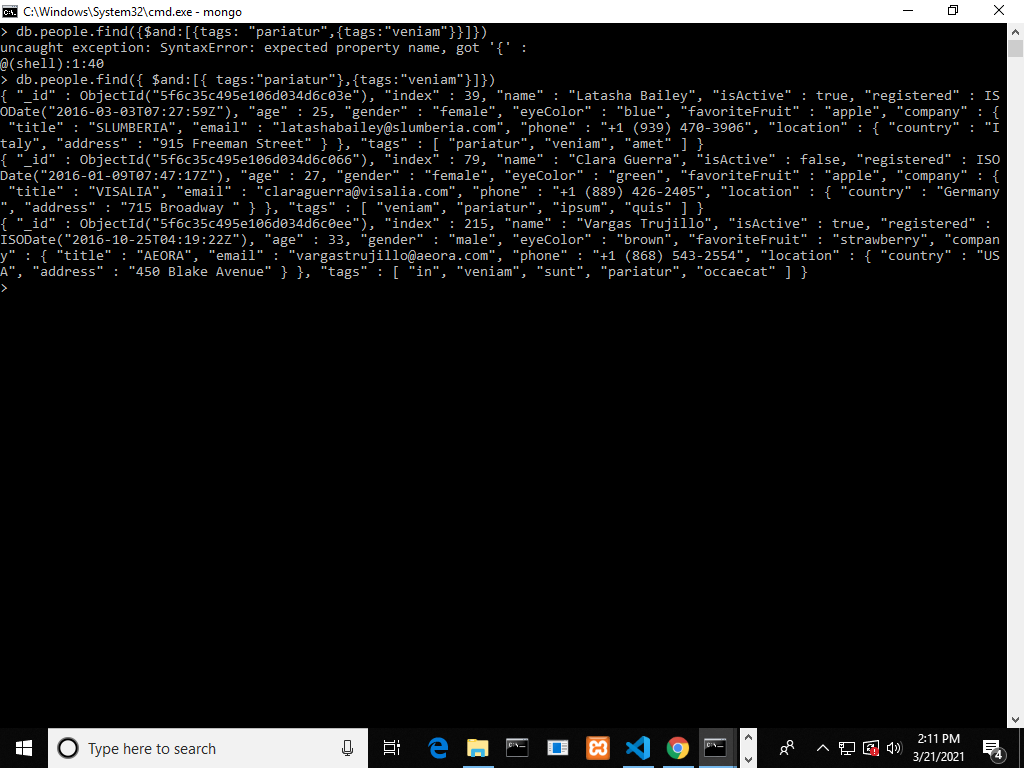 C:\Windows\System32\cmd.exe - mongo
> db.people.find({$and:[{tags: "pariatur",{tags:"veniam"}}]})
uncaught exception: SyntaxError: expected property name, got '{' :
@(shell):1:40
> db.people.find({ $and:[{ tags:"pariatur"},{tags:"veniam"}]})
{ "_id" : ObjectId("5f6c35c495e106d034d6c03e"), "index" : 39, "name" : "Latasha Bailey", "isActive" : true, "registered" : IS
ODate("2016-03-03T07:27:59Z"), "age" : 25, "gender" : "female", "eyeColor" : "blue", "favoriteFruit" : "apple", "company" : {
 "title" : "SLUMBERIA", "email" : "latashabailey@slumberia.com", "phone" : "+1 (939) 470-3906", "location" : { "country" : "I
taly", "address" : "915 Freeman Street" } }, "tags" : [ "pariatur", "veniam", "amet" ] }
{ "_id" : ObjectId("5f6c35c495e106d034d6c066"), "index" : 79, "name" : "Clara Guerra", "isActive" : false, "registered" : ISO
Date("2016-01-09T07:47:17Z"), "age" : 27, "gender" : "female", "eyeColor" : "green", "favoriteFruit" : "apple", "company" : {
 "title" : "VISALIA", "email" : "claraguerra@visalia.com", "phone" : "+1 (889) 426-2405", "location" : { "country" : "Germany
", "address" : "715 Broadway " } }, "tags" : [ "veniam", "pariatur", "ipsum", "quis" ] }
{ "_id" : ObjectId("5f6c35c495e106d034d6c0ee"), "index" : 215, "name" : "Vargas Trujillo", "isActive" : true, "registered" :
ISODate("2016-10-25T04:19:22Z"), "age" : 33, "gender" : "male", "eyeColor" : "brown", "favoriteFruit" : "strawberry", "compan
y" : { "title" : "AEORA", "email" : "vargastrujillo@aeora.com", "phone" : "+1 (868) 543-2554", "location" : { "country" : "US
A", "address" : "450 Blake Avenue" } }, "tags" : [ "in", "veniam", "sunt", "pariatur", "occaecat" ] }
>
Type here to search
2:11 PM
3/21/2021
4